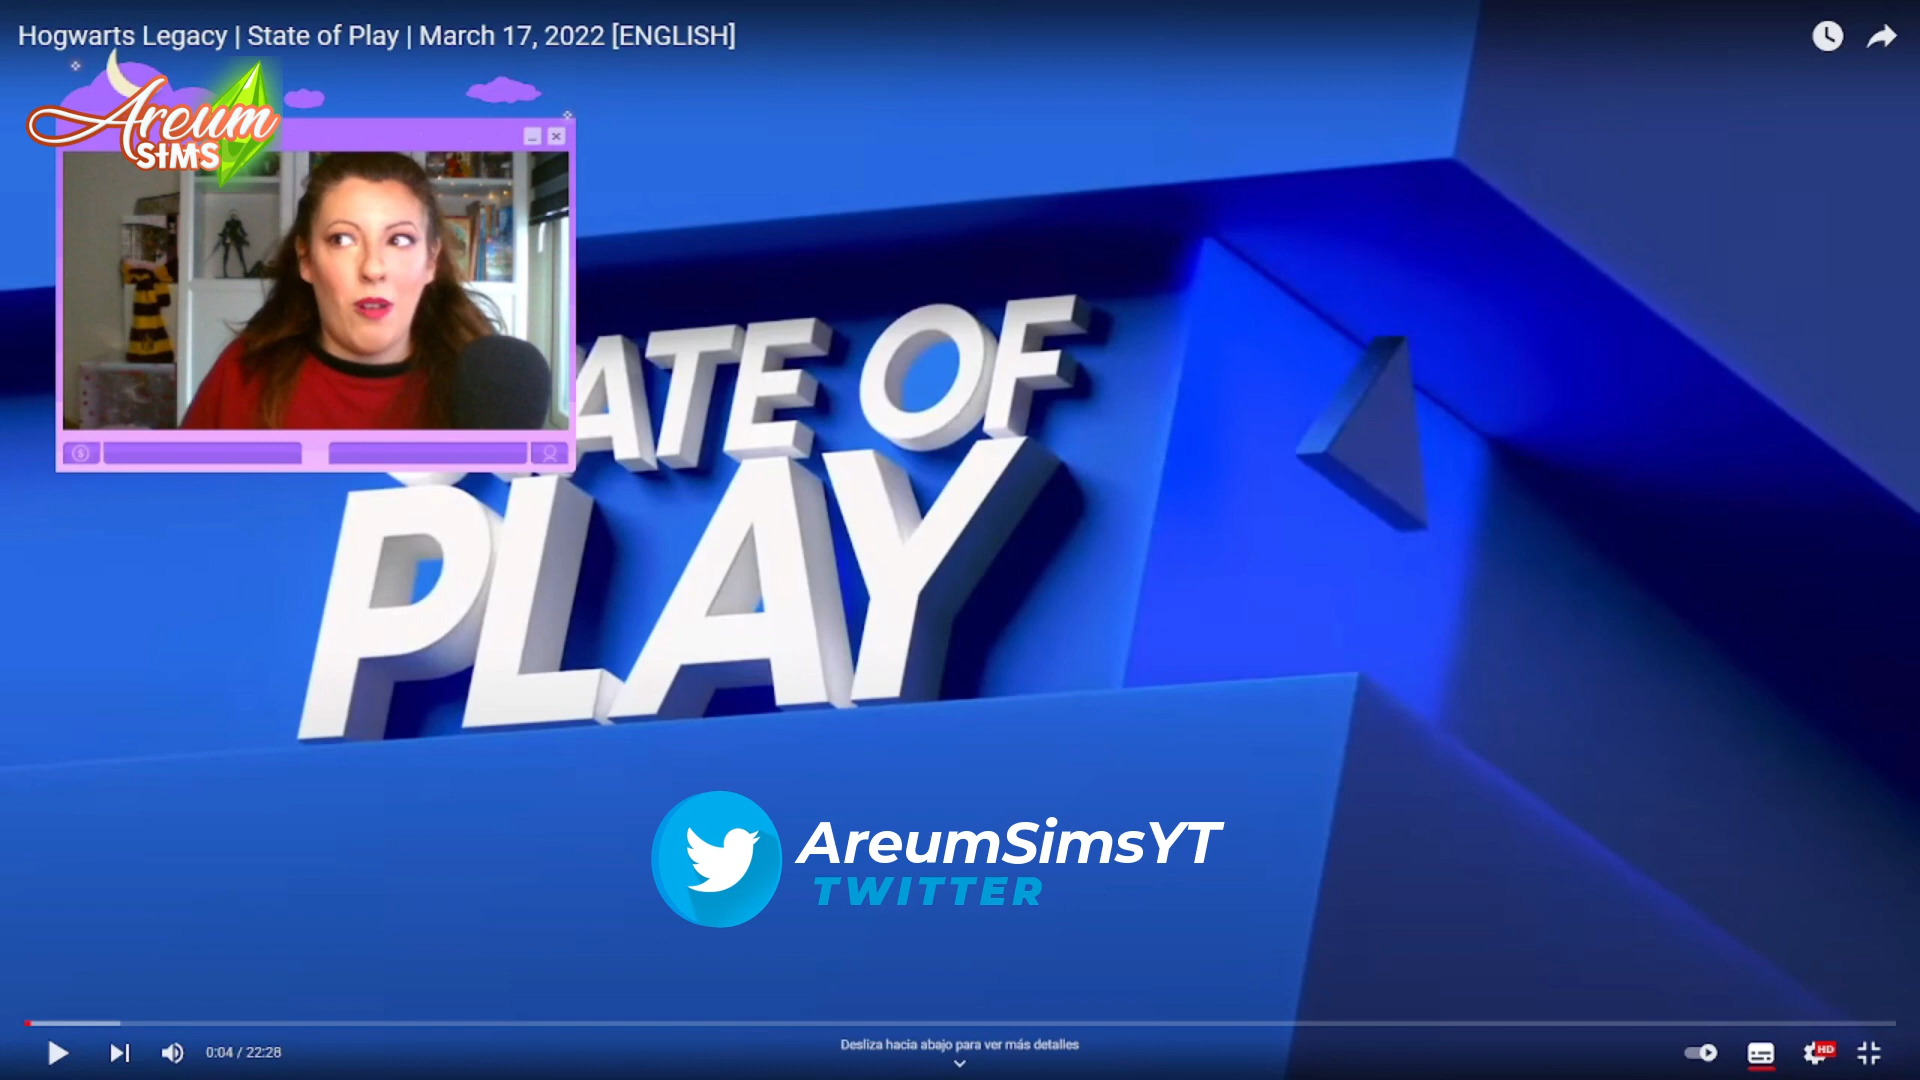 Hogwarts Legacy | State of Play | March 17, 2022 [ENGLISH]
Areum
SIMS
ATE OF
PLAY
AreumSimsYT
TWITTER
0:04 / 22:28
Desliza hacia abajo para ver más detalles
HD